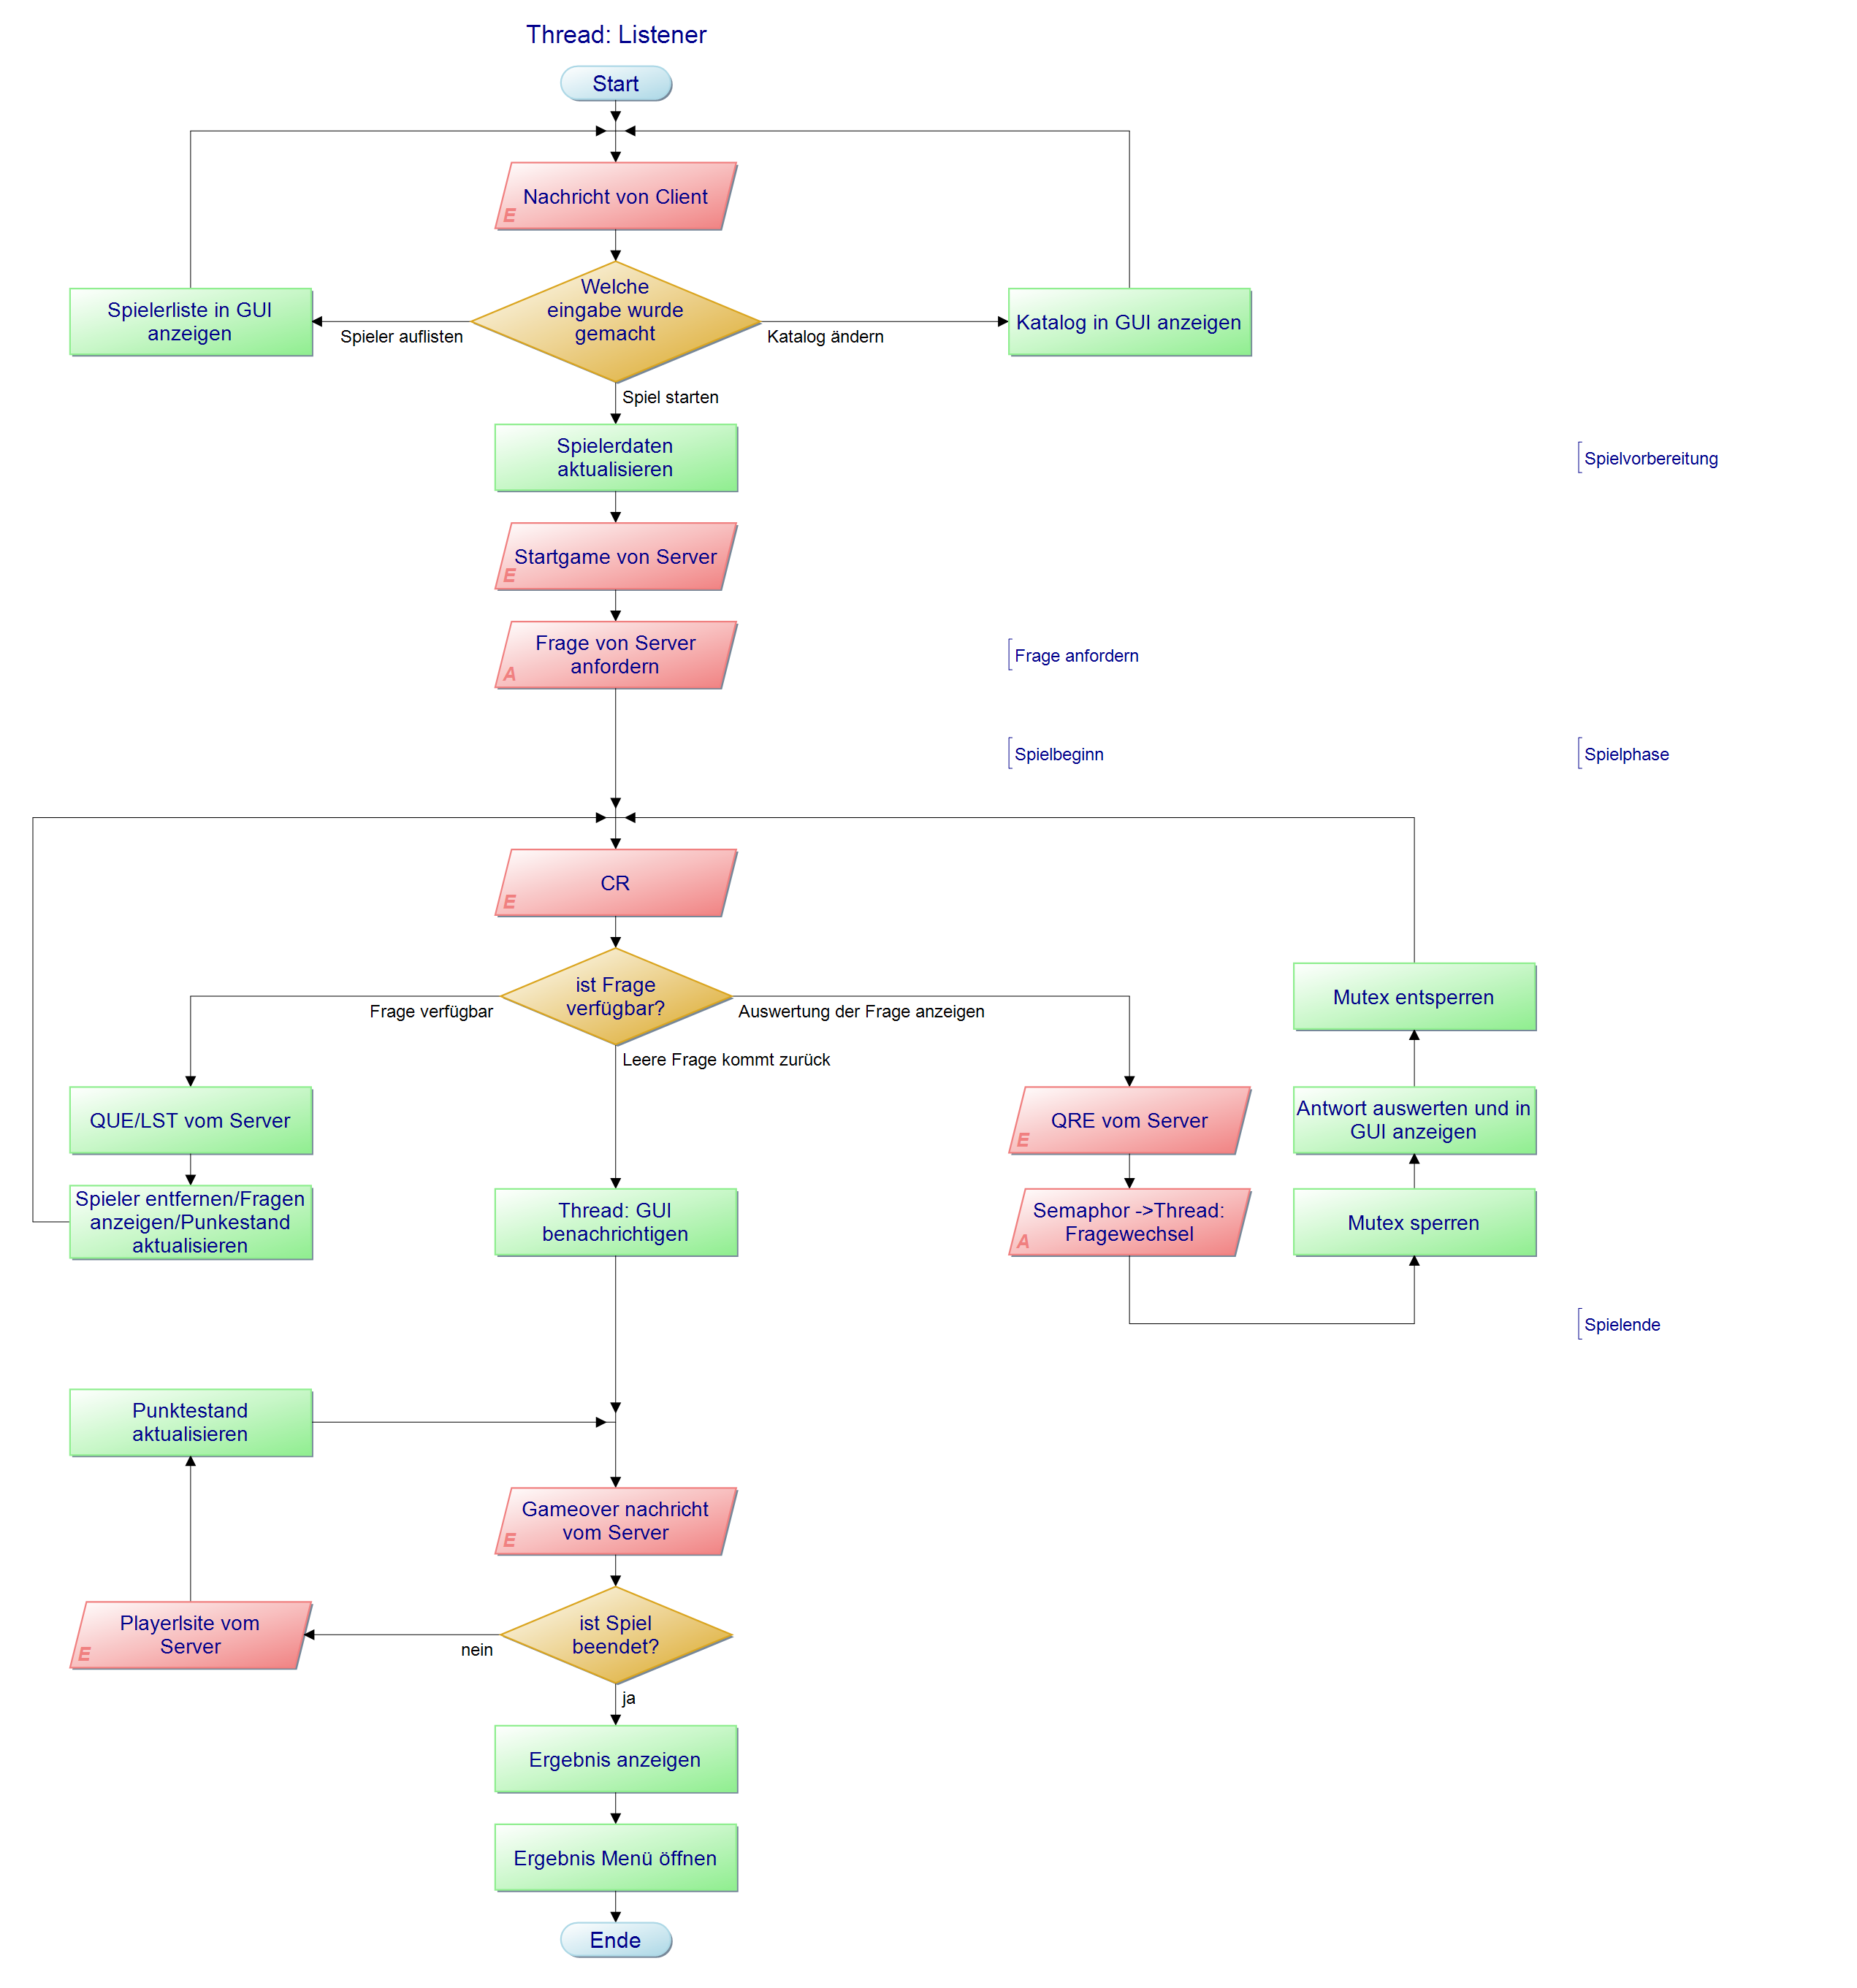 Thread: Listener
Start
Nachricht von Client
E
Welche
eingabe wurde
gemacht
Spielerliste in GUI
anzeigen
Spieler auflisten
Katalog ändern
Katalog in GUI anzeigen
Spiel starten
Spielerdaten
aktualisieren
Spielvorbereitung
Startgame von Server
E
Frage von Server
anfordern
A
Frage anfordern
Spielbeginn
Spielphase
CR
E
ist Frage
verfügbar?
Frage verfügbar
Auswertung der Frage anzeigen
Leere Frage kommt zurück
Mutex entsperren
QUE/LST vom Server
QRE vom Server
E
Antwort auswerten und in
GUI anzeigen
Spieler entfernen/Fragen
anzeigen/Punkestand
aktualisieren
Thread: GUI
benachrichtigen
Semaphor ->Thread:
Fragewechsel
A
Mutex sperren
Spielende
Punktestand
aktualisieren
Gameover nachricht
vom Server
E
ist Spiel
beendet?
Playerlsite vom
Server
E
nein
ja
Ergebnis anzeigen
Ergebnis Menü öffnen
Ende